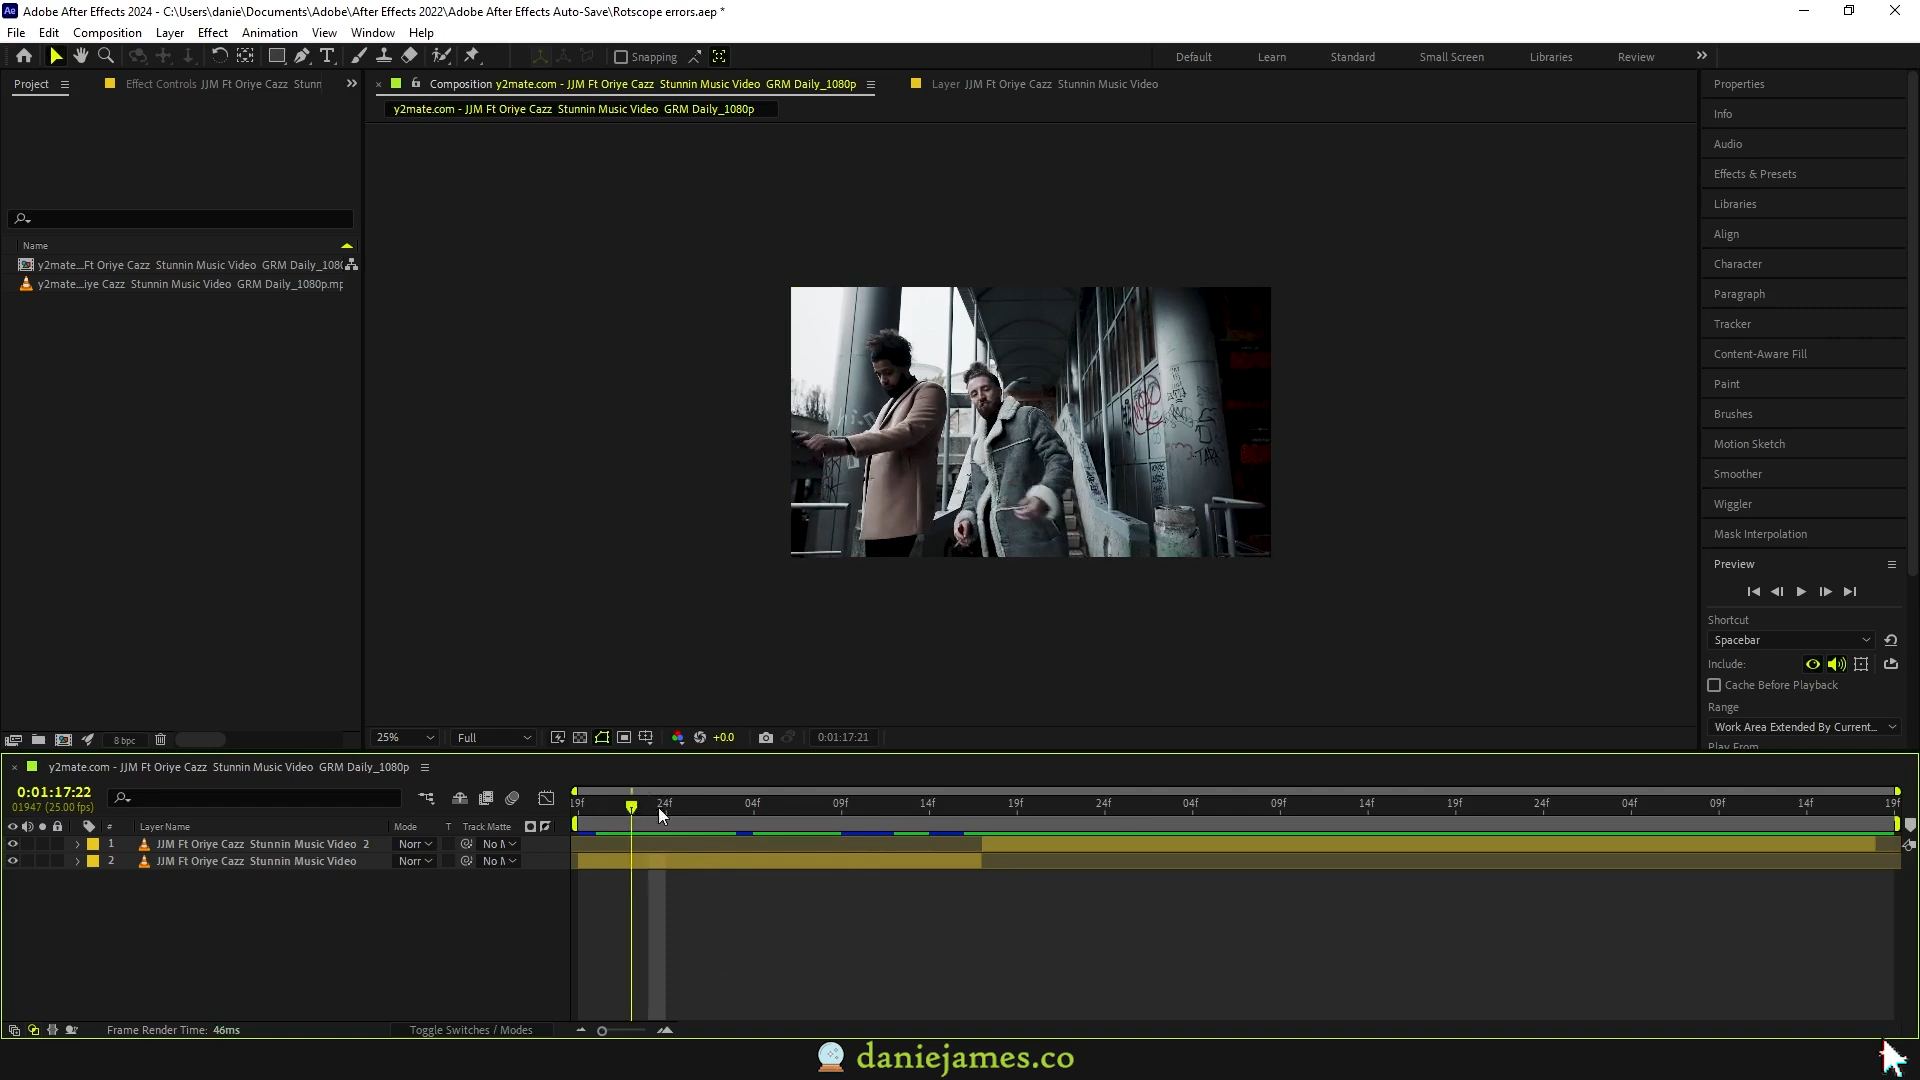 Adobe After Effects 2024 - C:\Users\danie\Documents\Adobe\After Effects 2022\Adobe After Effects Auto-Save\Rotscope errors.aep *
File Edit Composition Layer Effect Animation View Window Help
Snapping Default Learn Standard Small Screen Libraries Review
Project Effect Controls JJM Ft Oriye Cazz Stunn
Composition y2mate.com - JJM Ft Oriye Cazz Stunnin Music Video GRM Daily_1080p
Layer JJM Ft Oriye Cazz Stunnin Music Video
y2mate.com - JJM Ft Oriye Cazz Stunnin Music Video GRM Daily_1080p
Name
y2mate...Ft Oriye Cazz Stunnin Music Video GRM Daily_108
y2mate...iye Cazz Stunnin Music Video GRM Daily_1080p.mp
8 bpc
25% Full +0.0 0:01:17:21
Properties
Info
Audio
Effects & Presets
Libraries
Align
Character
Paragraph
Tracker
Content-Aware Fill
Paint
Brushes
Motion Sketch
Smoother
Wiggler
Mask Interpolation
Preview
Shortcut
Spacebar
Include:
Cache Before Playback
Range
Work Area Extended By Current...
Play From
y2mate.com - JJM Ft Oriye Cazz Stunnin Music Video GRM Daily_1080p
0:01:17:22
01947 (25.00 fps)
19f 24f 04f 09f 14f 19f 24f 04f 09f 14f 19f 24f 04f 09f 14f 19f
# Layer Name Mode T Track Matte
1 JJM Ft Oriye Cazz Stunnin Music Video 2 Norr No M
2 JJM Ft Oriye Cazz Stunnin Music Video Norr No M
Frame Render Time: 46ms Toggle Switches / Modes
daniejames.co